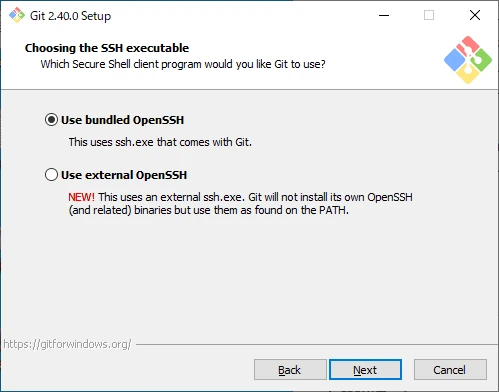 Git 2.40.0 Setup
Choosing the SSH executable
Which Secure Shell client program would you like Git to use?
Use bundled OpenSSH
This uses ssh.exe that comes with Git.
Use external OpenSSH
NEW! This uses an external ssh.exe. Git will not install its own OpenSSH
(and related) binaries but use them as found on the PATH.
https://gitforwindows.org/
Back Next Cancel